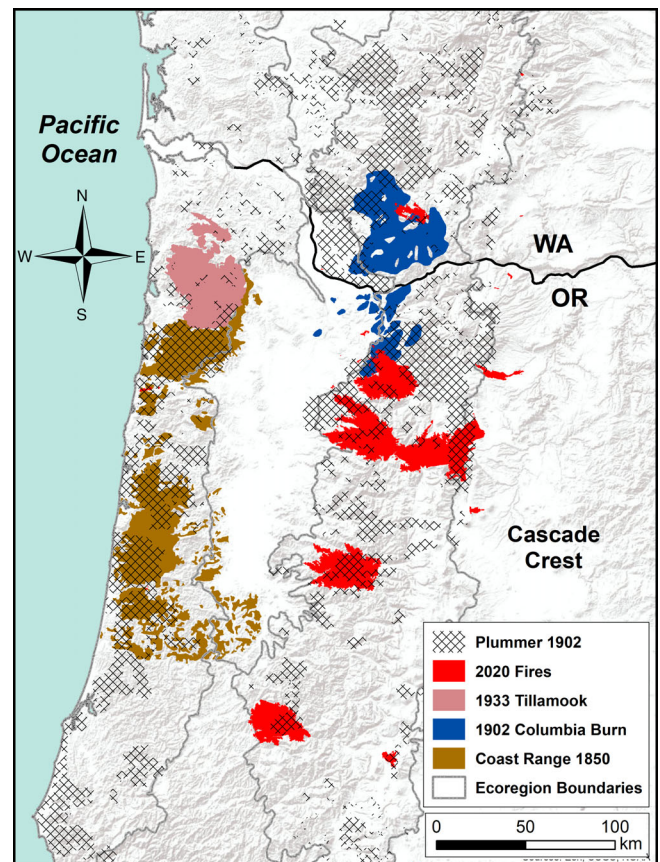 Pacific
Ocean
N
W
E
S
WA
OR
Cascade
Crest
Plummer 1902
2020 Fires
1933 Tillamook
1902 Columbia Burn
Coast Range 1850
Ecoregion Boundaries
0 50 100
km